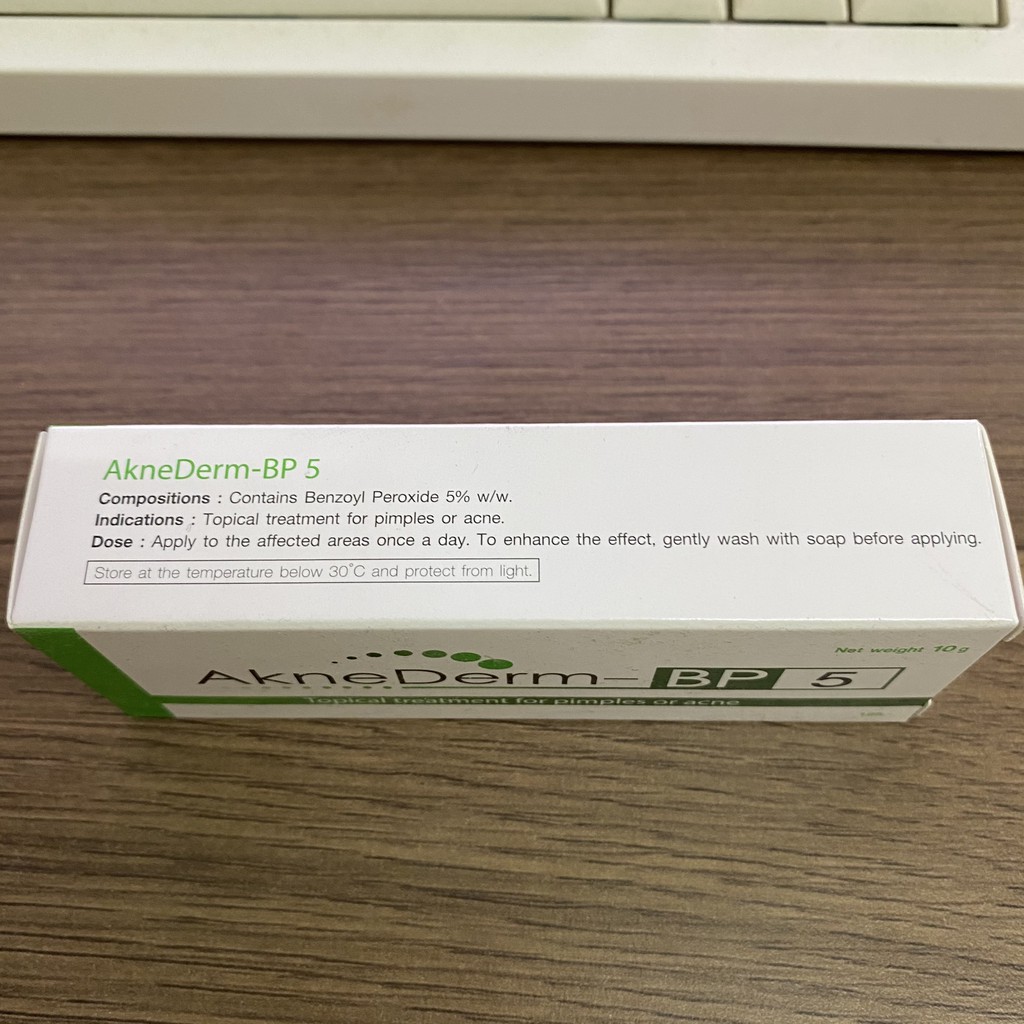 AkneDerm-BP 5
Compositions : Contains Benzoyl Peroxide 5% w/w.
Indications : Topical treatment for pimples or acne.
Dose : Apply to the affected areas once a day. To enhance the effect, gently wash with soap before applying.
Store at the temperature below 30°C and protect from light.
Net weight 10 g
AkneDerm-BP 5
Topical treatment for pimples or acne